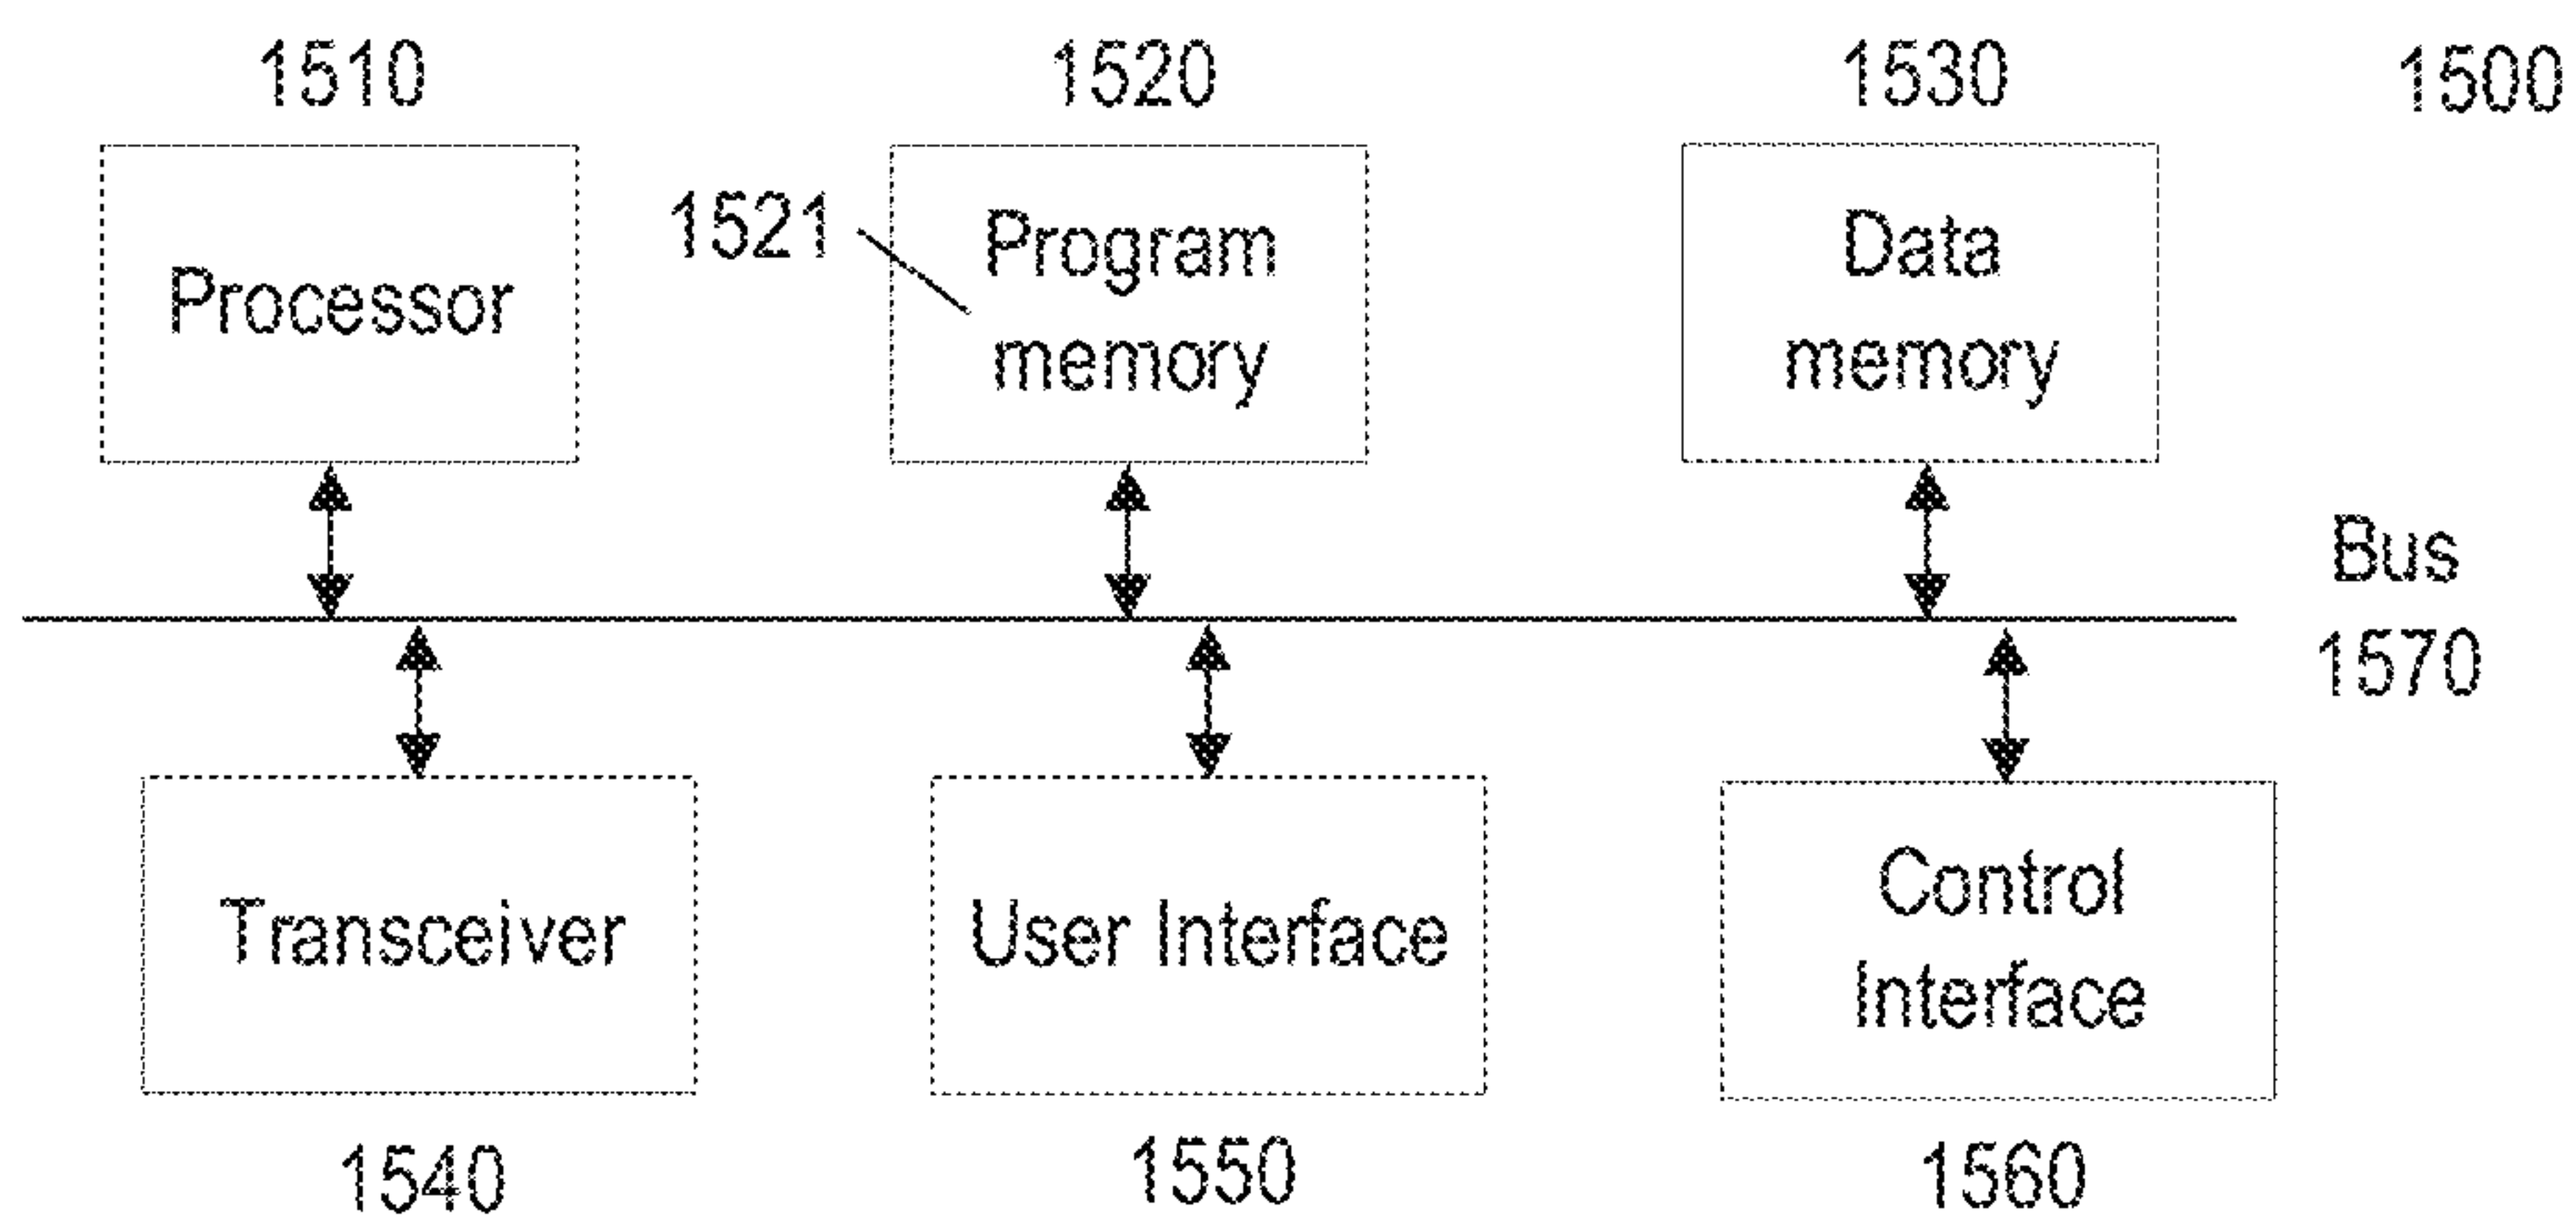 1510
1520
1530
1500
1521
Processor
Program
memory
Data
memory
Bus
1570
Transceiver
User Interface
Control
Interface
1540
1550
1560